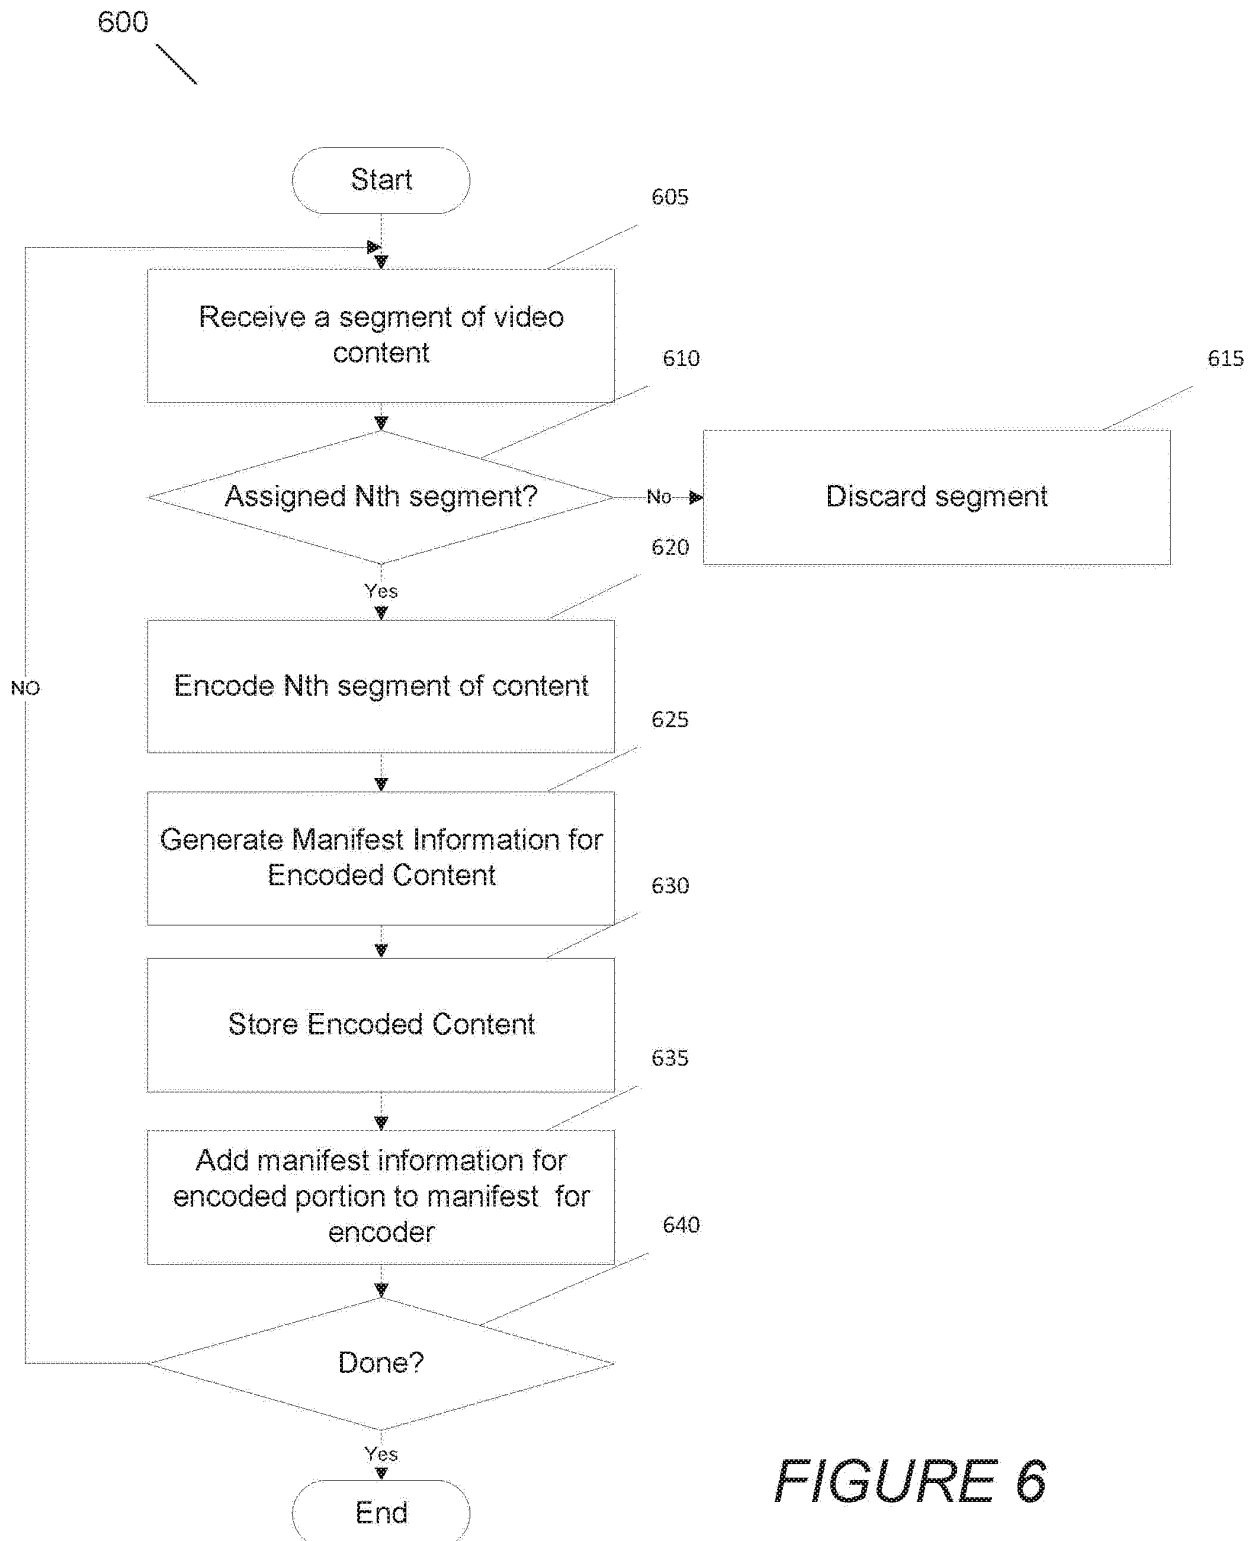 600
Start
605
Receive a segment of video
content
610
615
Assigned Nth segment?
No
Discard segment
620
Yes
Encode Nth segment of content
NO
625
Generate Manifest Information for
Encoded Content
630
Store Encoded Content
635
Add manifest information for
encoded portion to manifest for
encoder
640
Done?
Yes
End
FIGURE 6